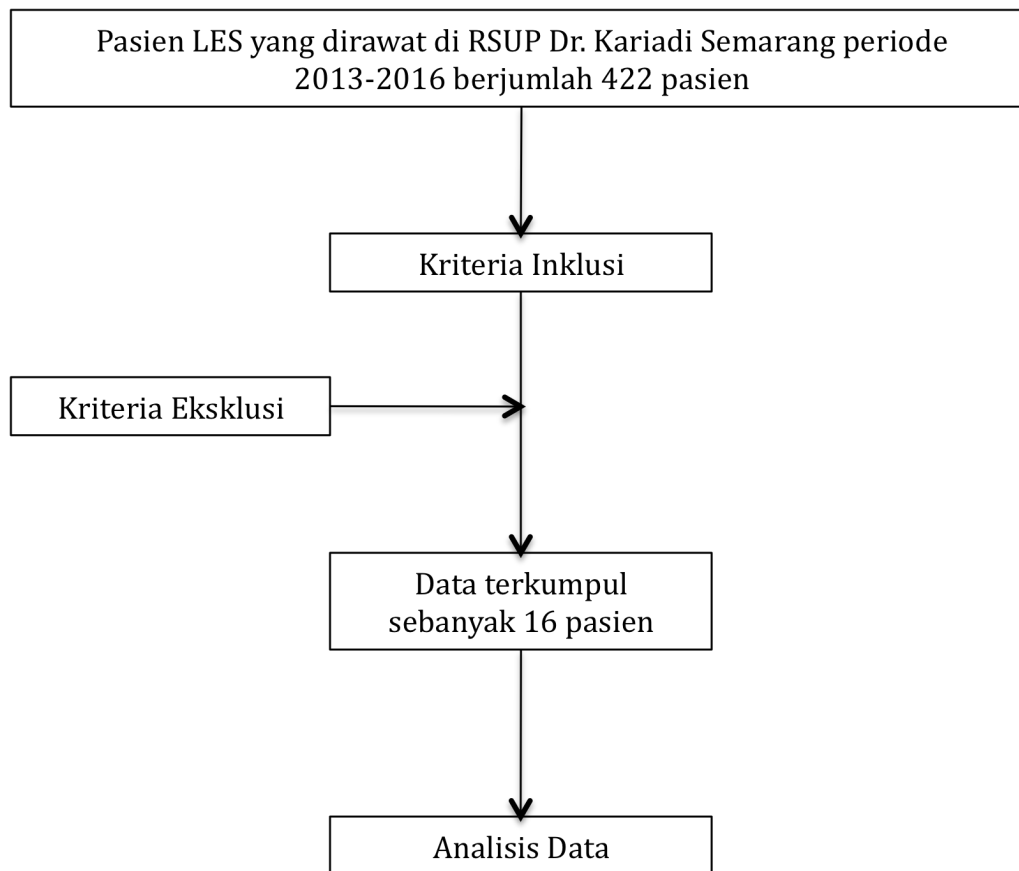 Pasien LES yang dirawat di RSUP Dr. Kariadi Semarang periode
2013-2016 berjumlah 422 pasien
Kriteria Inklusi
Kriteria Eksklusi
Data terkumpul
sebanyak 16 pasien
Analisis Data